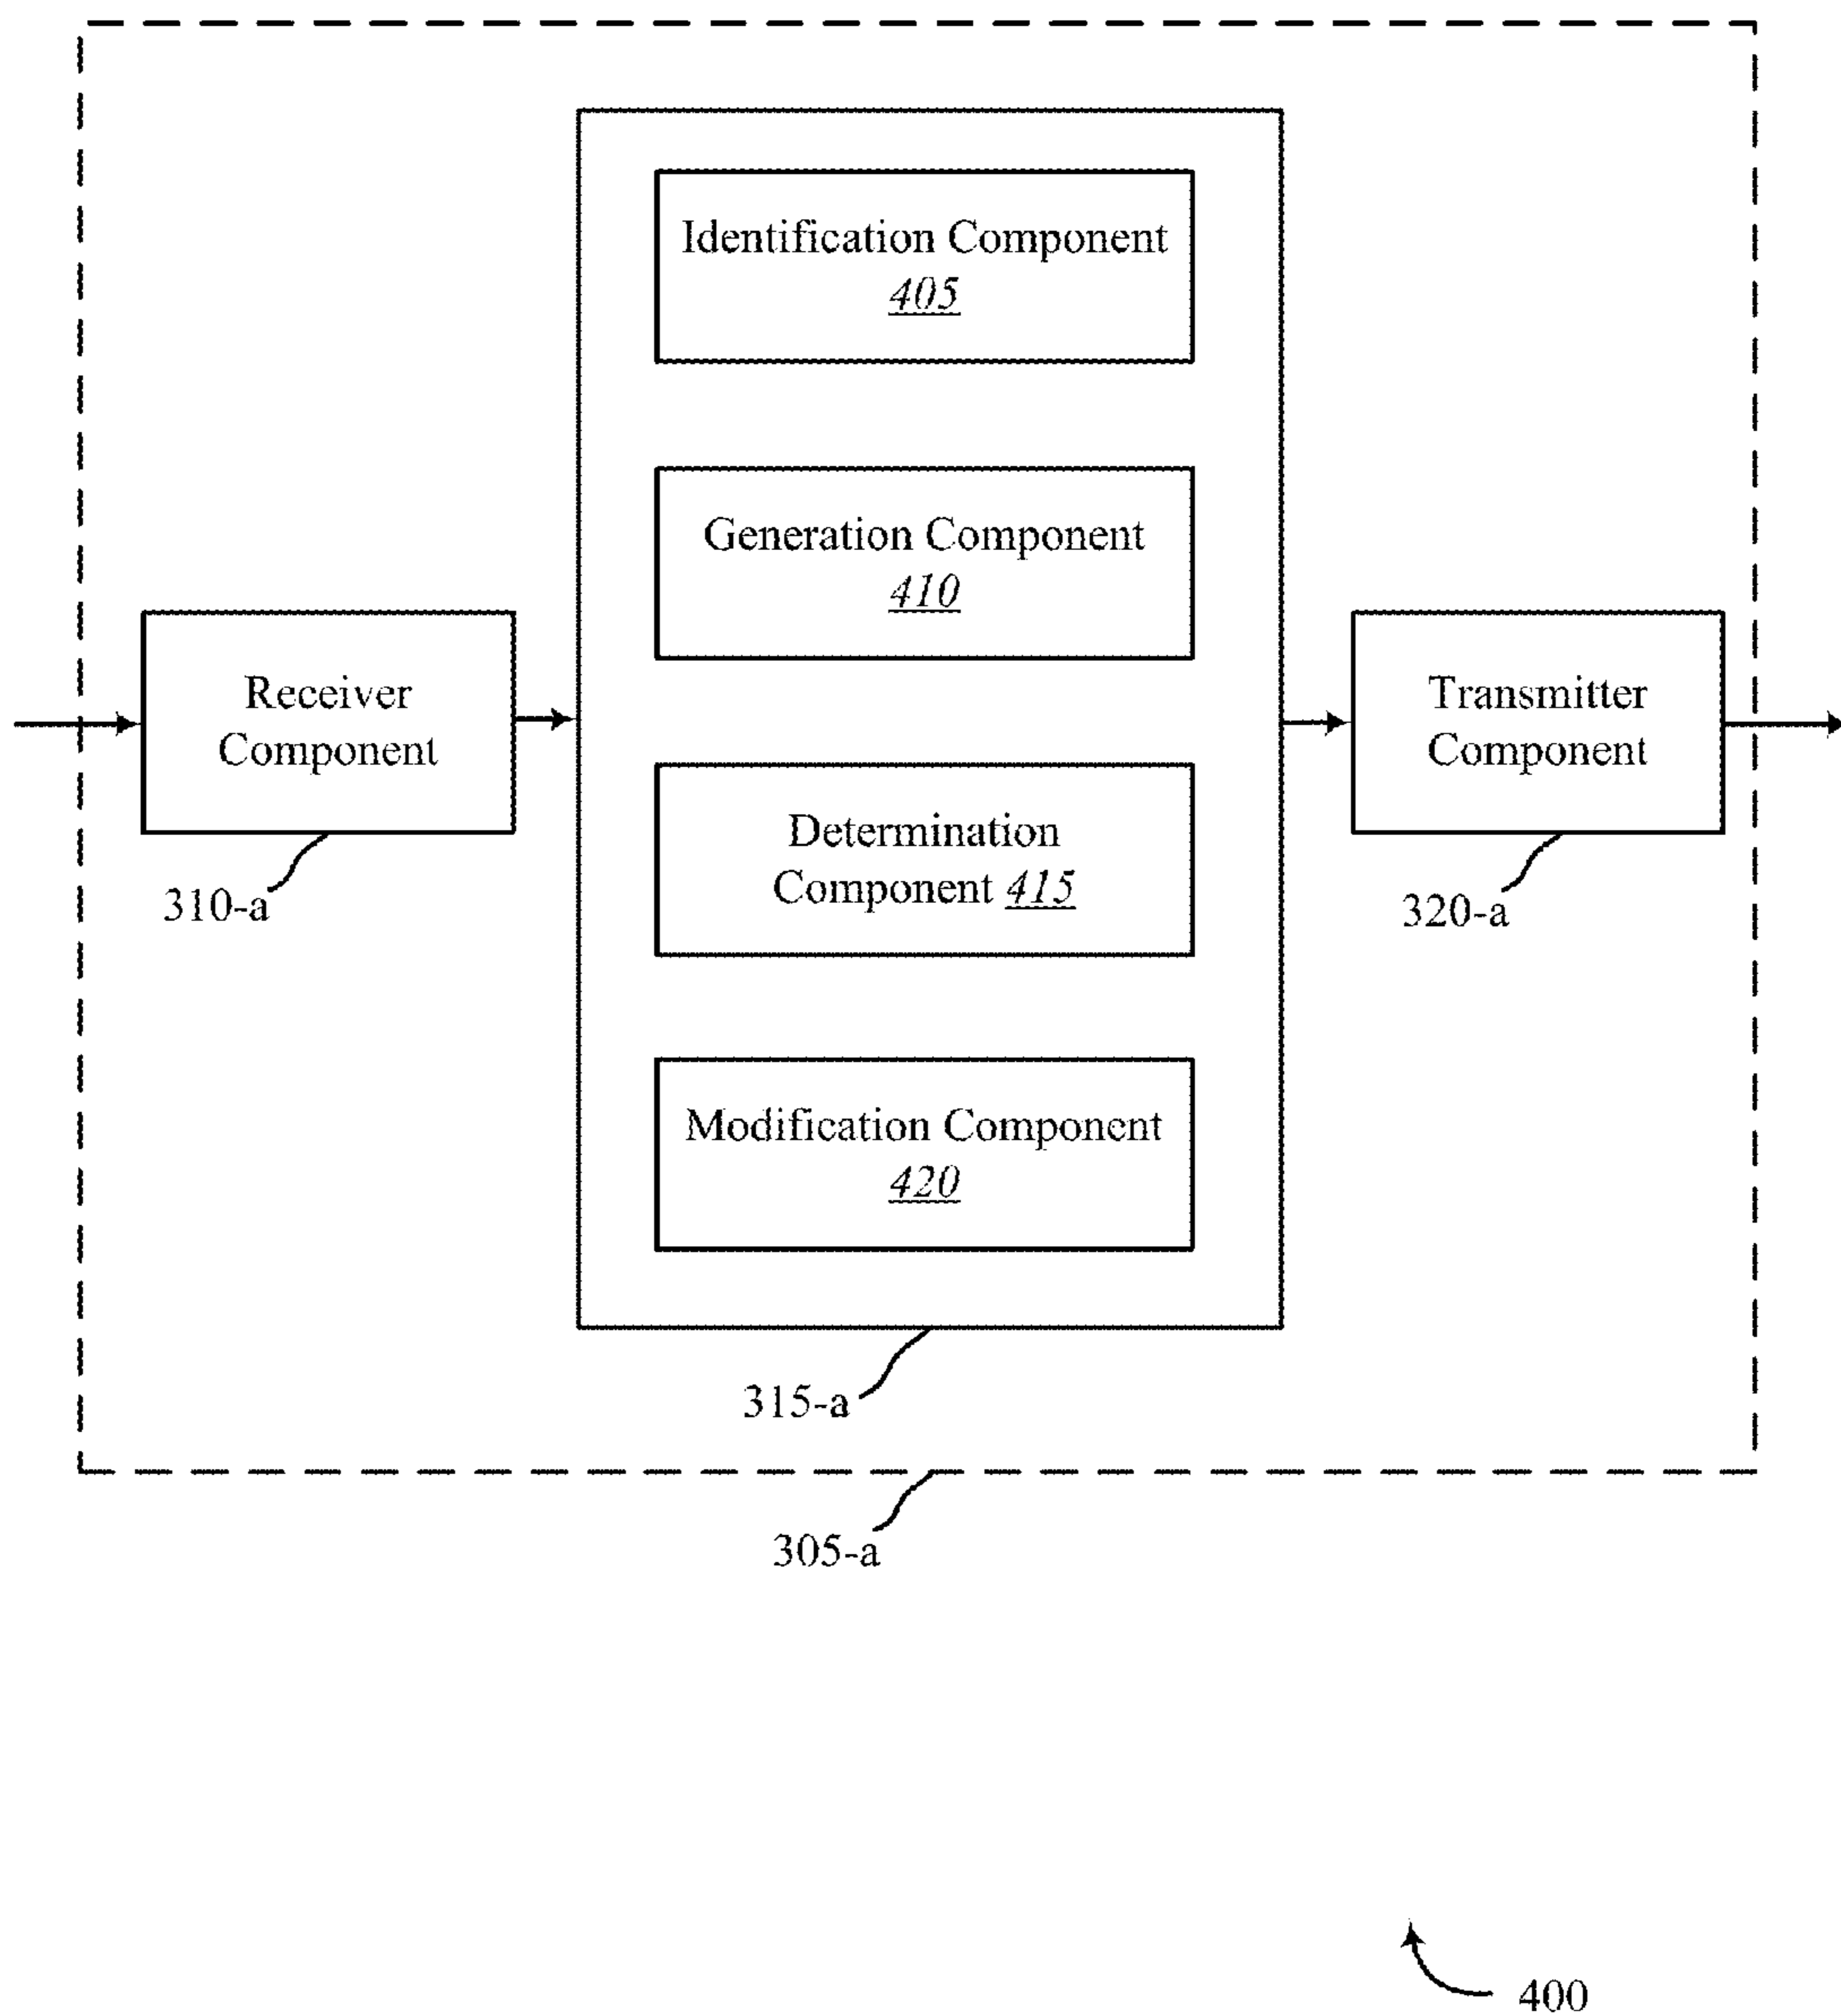 Identification Component
405
Generation Component
410
Receiver
Component
310-a
Determination
Component 415
Transmitter
Component
320-a
Modification Component
420
315-a
305-a
400